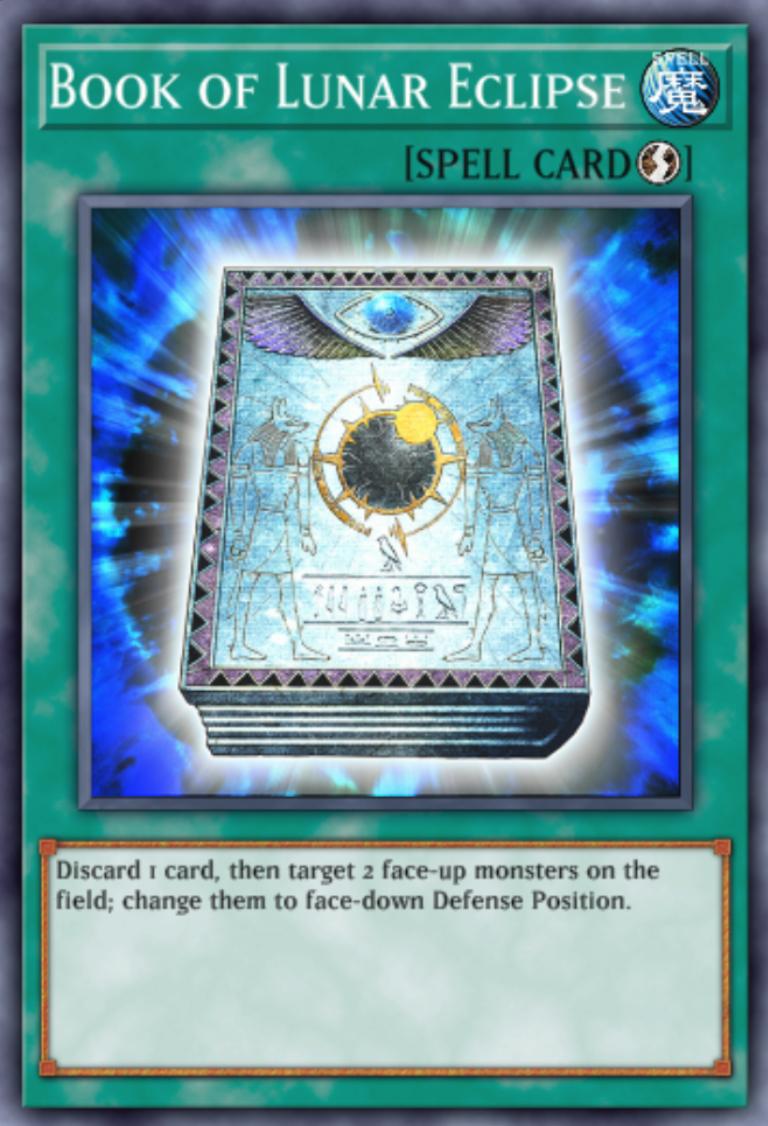 BOOK OF LUNAR ECLIPSE
SPELL
魔
[SPELL CARD]
Discard 1 card, then target 2 face-up monsters on the
field; change them to face-down Defense Position.